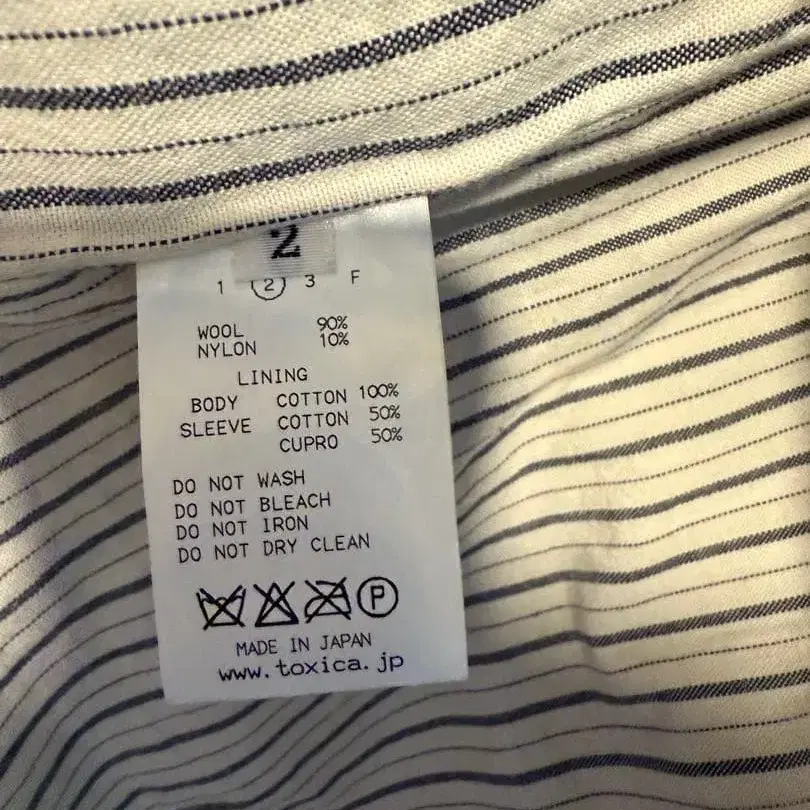 2
1 2 3 F
WOOL 90%
NYLON 10%
LINING
BODY COTTON 100%
SLEEVE COTTON 50%
CUPRO 50%
DO NOT WASH
DO NOT BLEACH
DO NOT IRON
DO NOT DRY CLEAN
P
MADE IN JAPAN
www.toxica.jp